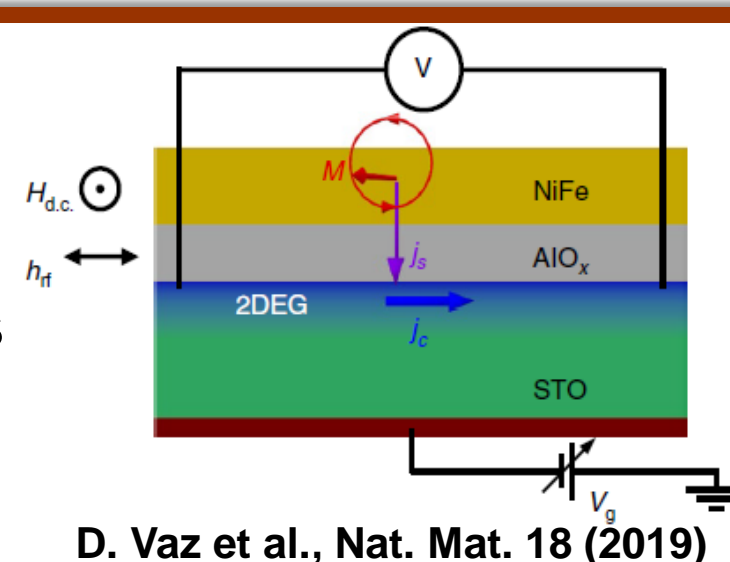 V
M
NiFe
H_d.c.
h_rf
j_s
AlO_x
2DEG
j_c
STO
V_g
D. Vaz et al., Nat. Mat. 18 (2019)